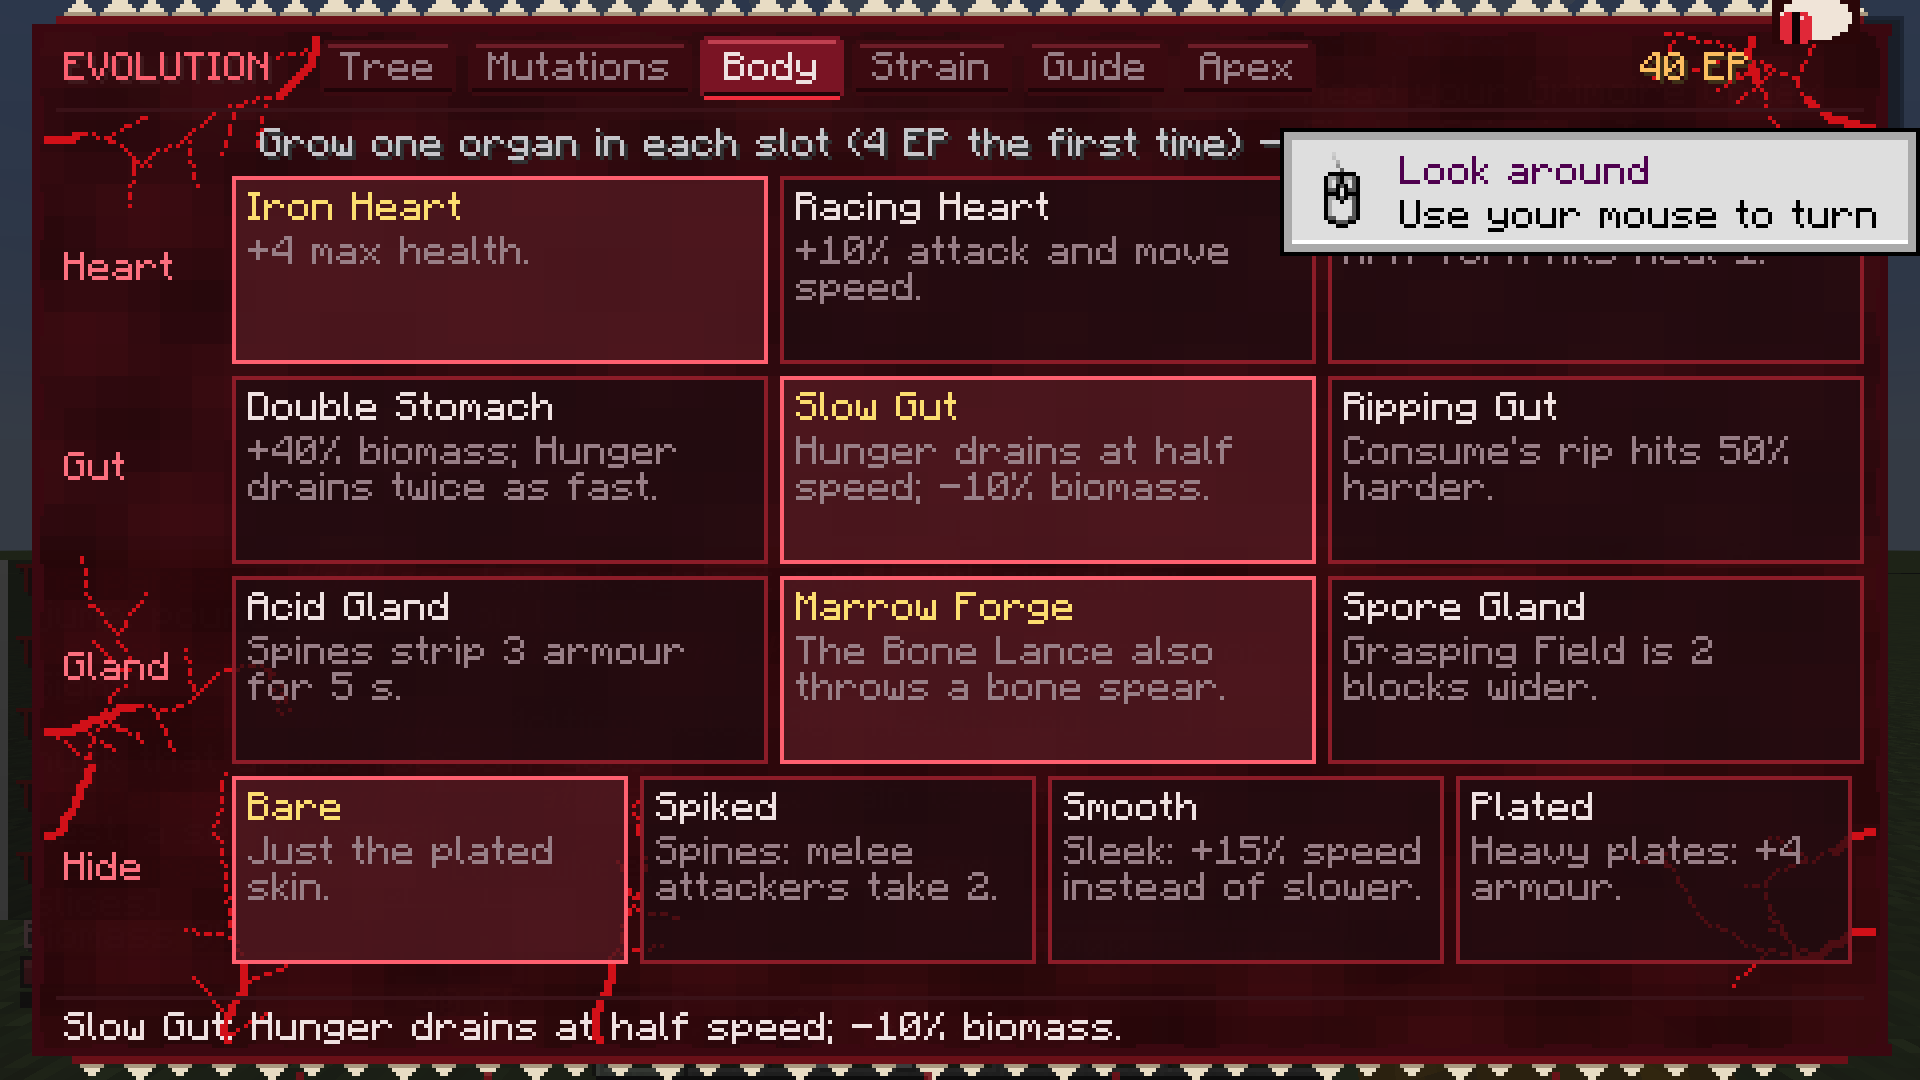 EVOLUTION Tree Mutations Body Strain Guide Apex 40 EP
Grow one organ in each slot (4 EP the first time) —
Look around
Use your mouse to turn
Heart
Iron Heart
+4 max health.
Racing Heart
+10% attack and move
speed.
Gut
Double Stomach
+40% biomass; Hunger
drains twice as fast.
Slow Gut
Hunger drains at half
speed; -10% biomass.
Ripping Gut
Consume's rip hits 50%
harder.
Gland
Acid Gland
Spines strip 3 armour
for 5 s.
Marrow Forge
The Bone Lance also
throws a bone spear.
Spore Gland
Grasping Field is 2
blocks wider.
Hide
Bare
Just the plated
skin.
Spiked
Spines: melee
attackers take 2.
Smooth
Sleek: +15% speed
instead of slower.
Plated
Heavy plates: +4
armour.
Slow Gut: Hunger drains at half speed; -10% biomass.